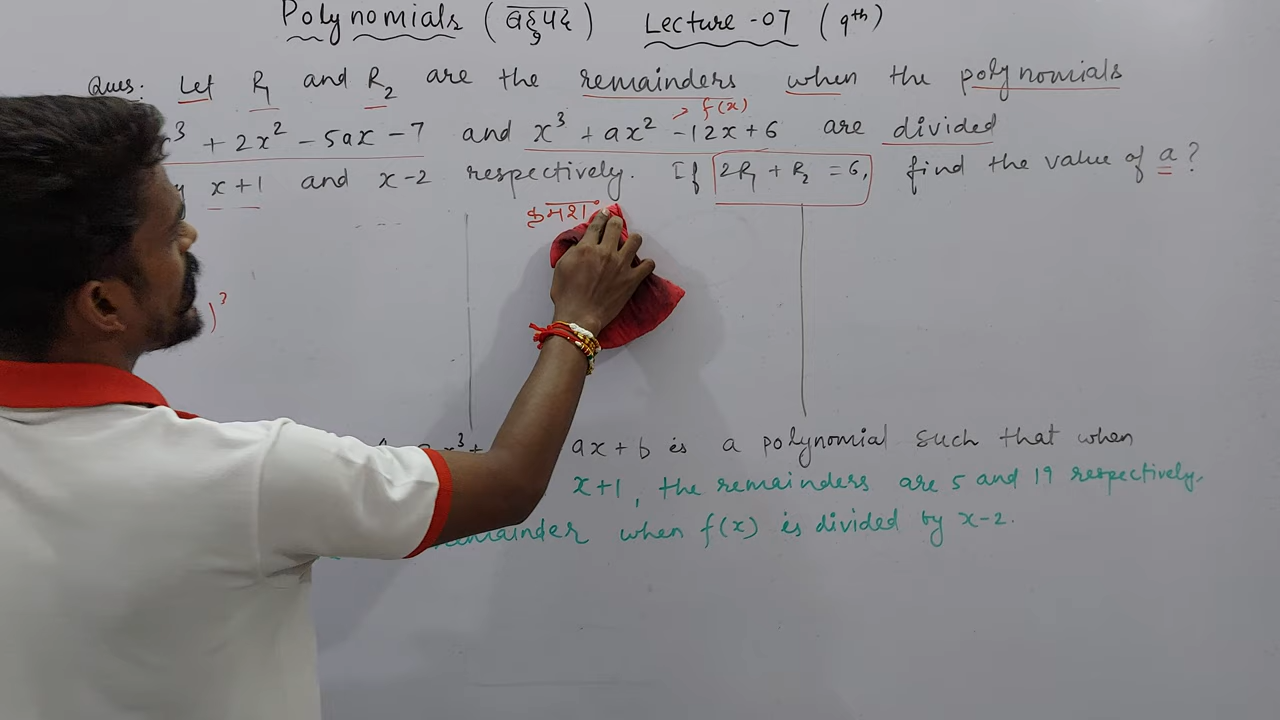 Polynomials (बहुपद) Lecture -07 (9th)
Ques: Let R₁ and R₂ are the remainders when the polynomials
f(x)
x³ + 2x² - 5ax - 7 and x³ + ax² - 12x + 6 are divided
x+1 and x-2 respectively. If 2R₁ + R₂ = 6, find the value of a?
)³
x³+ ax + b is a polynomial such that when
x+1, the remainders are 5 and 19 respectively.
remainder when f(x) is divided by x-2.